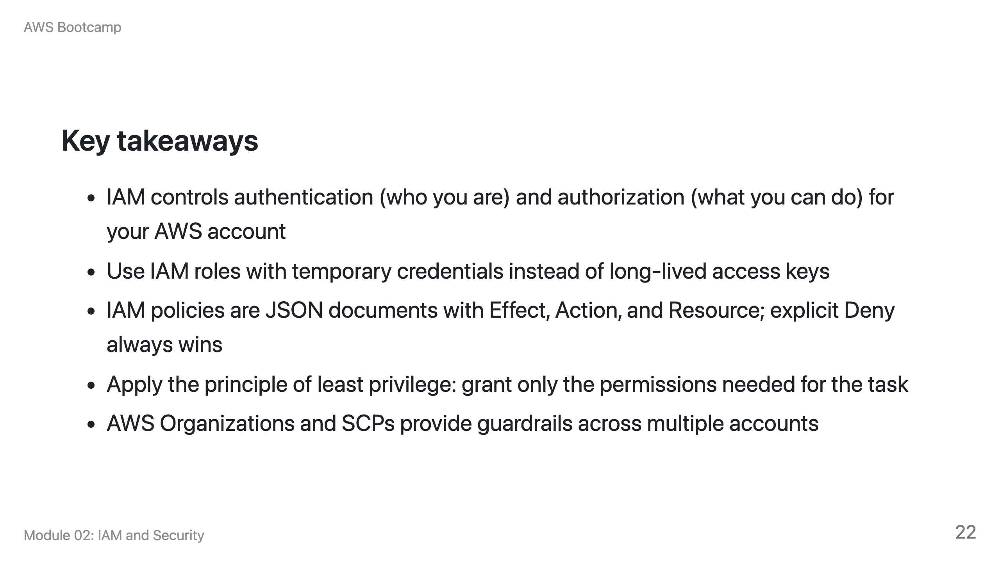 AWS Bootcamp
Key takeaways
• IAM controls authentication (who you are) and authorization (what you can do) for
your AWS account
• Use IAM roles with temporary credentials instead of long-lived access keys
• IAM policies are JSON documents with Effect, Action, and Resource; explicit Deny
always wins
• Apply the principle of least privilege: grant only the permissions needed for the task
• AWS Organizations and SCPs provide guardrails across multiple accounts
Module 02: IAM and Security
22